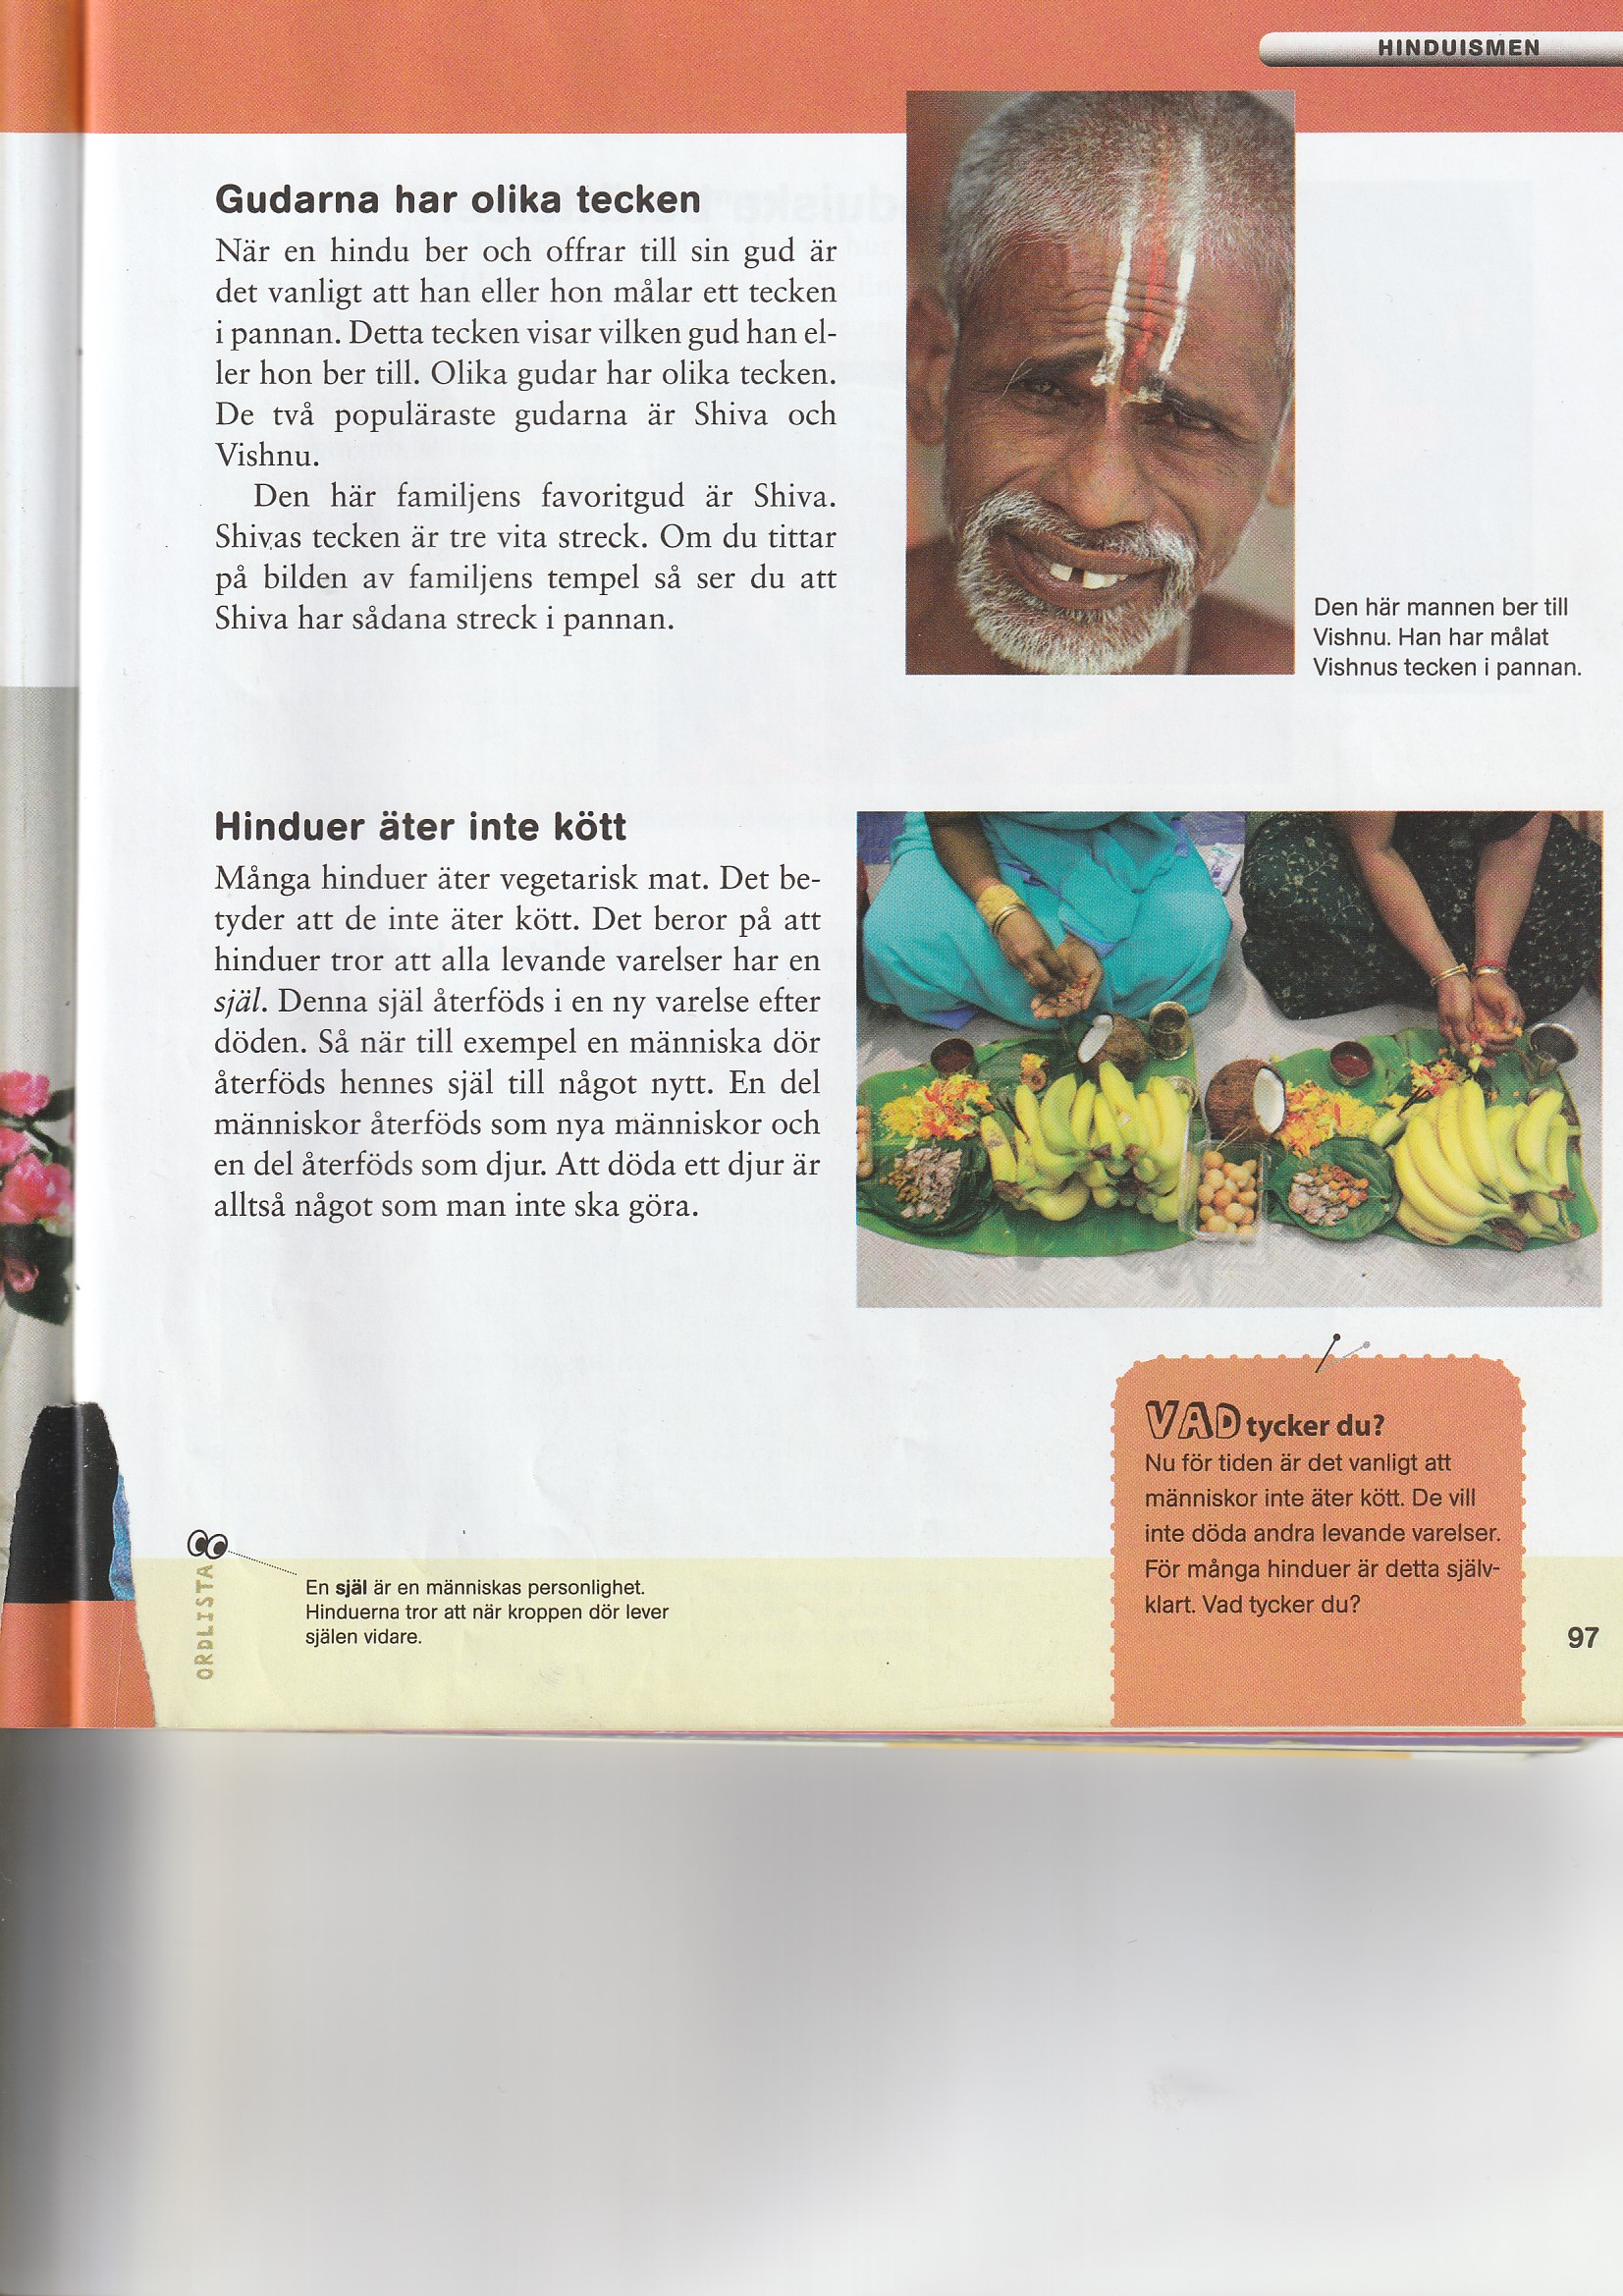 HINDUISMEN
Gudarna har olika tecken
När en hindu ber och offrar till sin gud är
det vanligt att han eller hon målar ett tecken
i pannan. Detta tecken visar vilken gud han el-
ler hon ber till. Olika gudar har olika tecken.
De två populäraste gudarna är Shiva och
Vishnu.
Den här familjens favoritgud är Shiva.
Shivas tecken är tre vita streck. Om du tittar
på bilden av familjens tempel så ser du att
Shiva har sådana streck i pannan.
Den här mannen ber till
Vishnu. Han har målat
Vishnus tecken i pannan.
Hinduer äter inte kött
Många hinduer äter vegetarisk mat. Det be-
tyder att de inte äter kött. Det beror på att
hinduer tror att alla levande varelser har en
själ. Denna själ återföds i en ny varelse efter
döden. Så när till exempel en människa dör
återföds hennes själ till något nytt. En del
människor återföds som nya människor och
en del återföds som djur. Att döda ett djur är
alltså något som man inte ska göra.
VAD tycker du?
Nu för tiden är det vanligt att
människor inte äter kött. De vill
inte döda andra levande varelser.
För många hinduer är detta själv-
klart. Vad tycker du?
ORDLISTA
En själ är en människas personlighet.
Hinduerna tror att när kroppen dör lever
själen vidare.
97